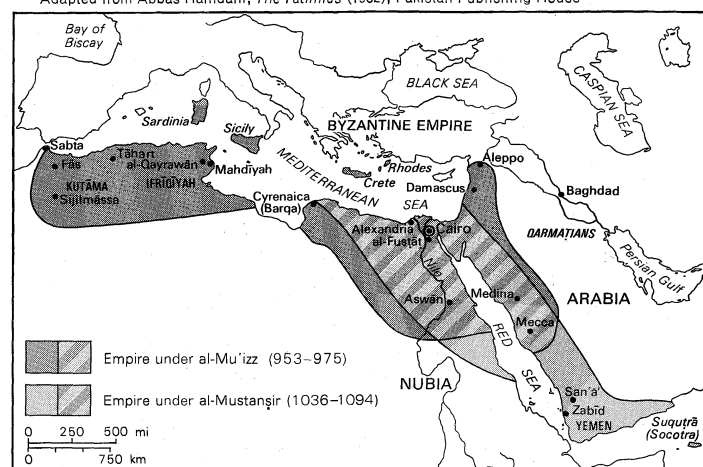 Adapted from Abbas Hamdani, The Fatimids (1962), Pakistan Publishing House
Bay of
Biscay
BLACK SEA
CASPIAN SEA
Sardinia
Sicily
BYZANTINE EMPIRE
Sabta
Fās
Tāhart
al-Qayrawān
Mahdīyah
KUTĀMA
IFRĪQĪYAH
Sijilmāssa
MEDITERRANEAN
SEA
Rhodes
Crete
Aleppo
Damascus
Baghdad
Cyrenaica
(Barqa)
Alexandria
al-Fusṭāṭ
Cairo
QARMAṬIANS
Persian Gulf
Nile
Aswān
Medina
Mecca
ARABIA
RED
SEA
NUBIA
San'ā'
Zabīd
YEMEN
Suquṭrā
(Socotra)
Empire under al-Mu'izz (953–975)
Empire under al-Mustanṣir (1036–1094)
0 250 500 mi
0 750 km